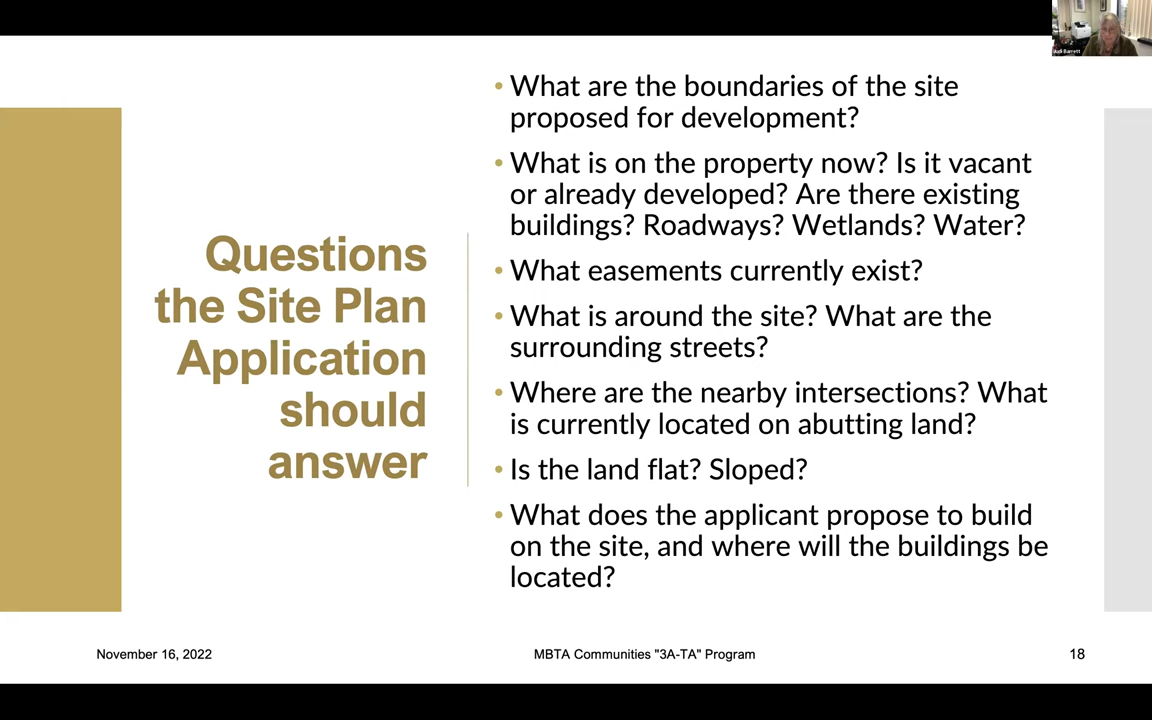 Judi Barrett
Questions
the Site Plan
Application
should
answer
• What are the boundaries of the site
proposed for development?
• What is on the property now? Is it vacant
or already developed? Are there existing
buildings? Roadways? Wetlands? Water?
• What easements currently exist?
• What is around the site? What are the
surrounding streets?
• Where are the nearby intersections? What
is currently located on abutting land?
• Is the land flat? Sloped?
• What does the applicant propose to build
on the site, and where will the buildings be
located?
November 16, 2022
MBTA Communities "3A-TA" Program
18